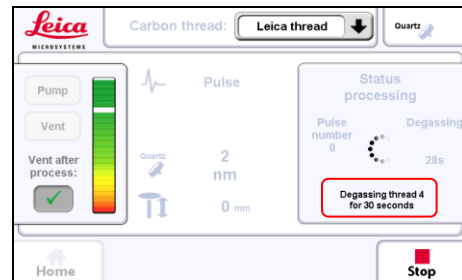 Leica
MICROSYSTEMS
Carbon thread:
Leica thread
Quartz
Pump
Vent
Vent after
process:
Pulse
Quartz
2
nm
0 mm
Status
processing
Pulse
number
0
Degassing
28s
Degassing thread 4
for 30 seconds
Home
Stop